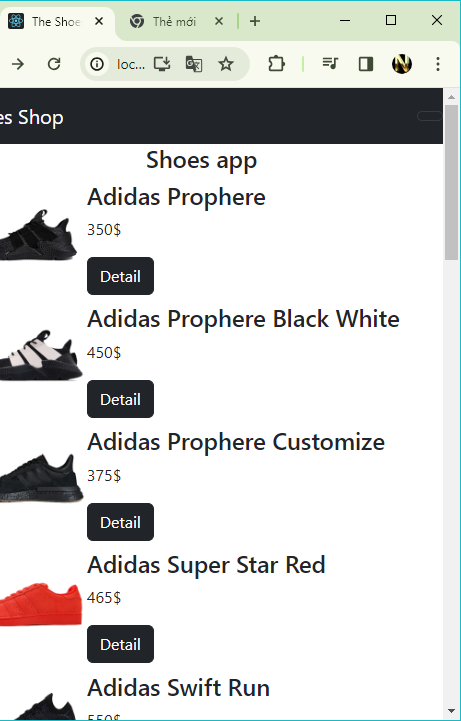 The Shoe
Thẻ mới
loc...
es Shop
Shoes app
Adidas Prophere
350$
Detail
Adidas Prophere Black White
450$
Detail
Adidas Prophere Customize
375$
Detail
Adidas Super Star Red
465$
Detail
Adidas Swift Run
550$